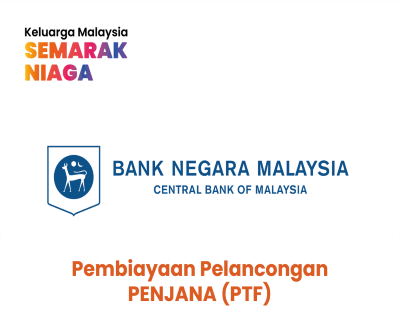 Keluarga Malaysia
SEMARAK
NIAGA
BANK NEGARA MALAYSIA
CENTRAL BANK OF MALAYSIA
Pembiayaan Pelancongan
PENJANA (PTF)